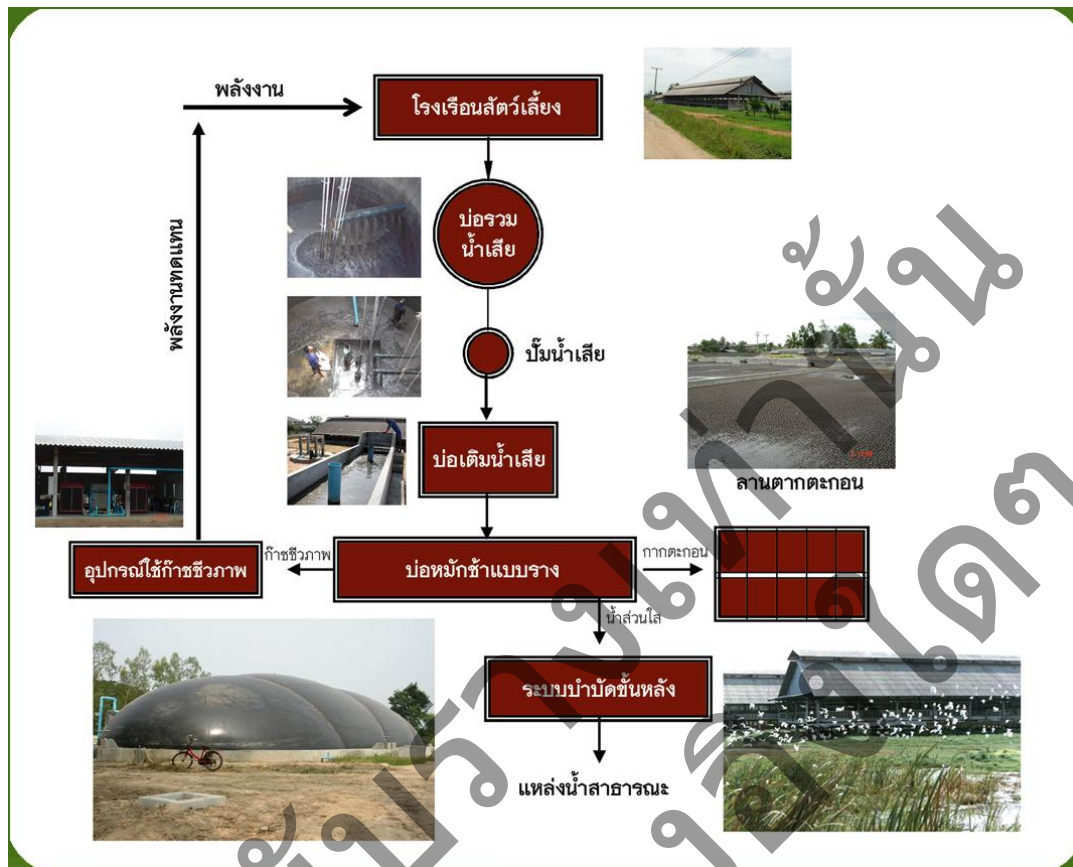 พลังงาน
โรงเรือนสัตว์เลี้ยง
บ่อรวม
น้ำเสีย
พลังงานทดแทน
ปั๊มน้ำเสีย
บ่อเติมน้ำเสีย
ลานตากตะกอน
อุปกรณ์ใช้ก๊าซชีวภาพ
ก๊าซชีวภาพ
บ่อหมักช้าแบบราง
กากตะกอน
น้ำส่วนใส
ระบบบำบัดขั้นหลัง
แหล่งน้ำสาธารณะ